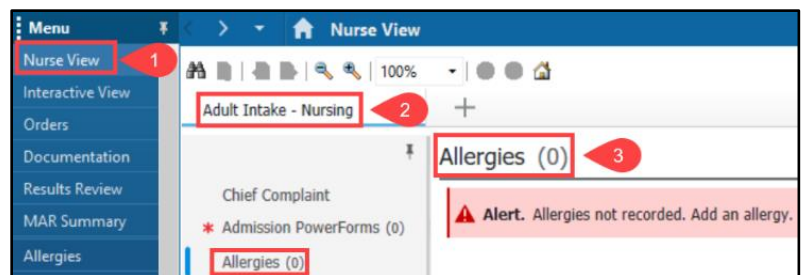 Menu
Nurse View
Nurse View
1
Interactive View
Orders
Documentation
Results Review
MAR Summary
Allergies
100%
Adult Intake - Nursing
2
Chief Complaint
* Admission PowerForms (0)
Allergies (0)
Allergies (0)
3
Alert. Allergies not recorded. Add an allergy.